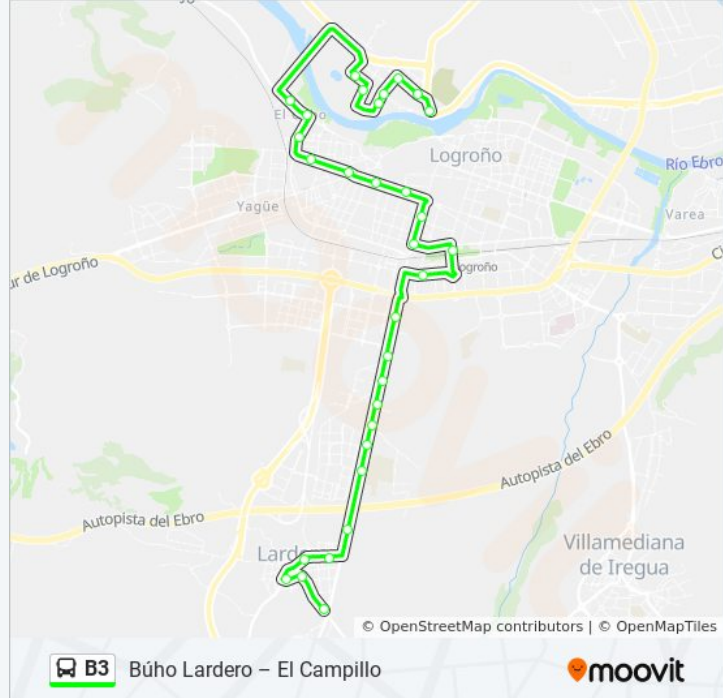 El Cubo
Logroño
Río Ebro
Yagüe
Varea
ur de Logroño
Logroño
Autopista del Ebro
Autopista del Ebro
Lardero
Villamediana
de Iregua
© OpenStreetMap contributors | © OpenMapTiles
B3 Búho Lardero – El Campillo
moovit